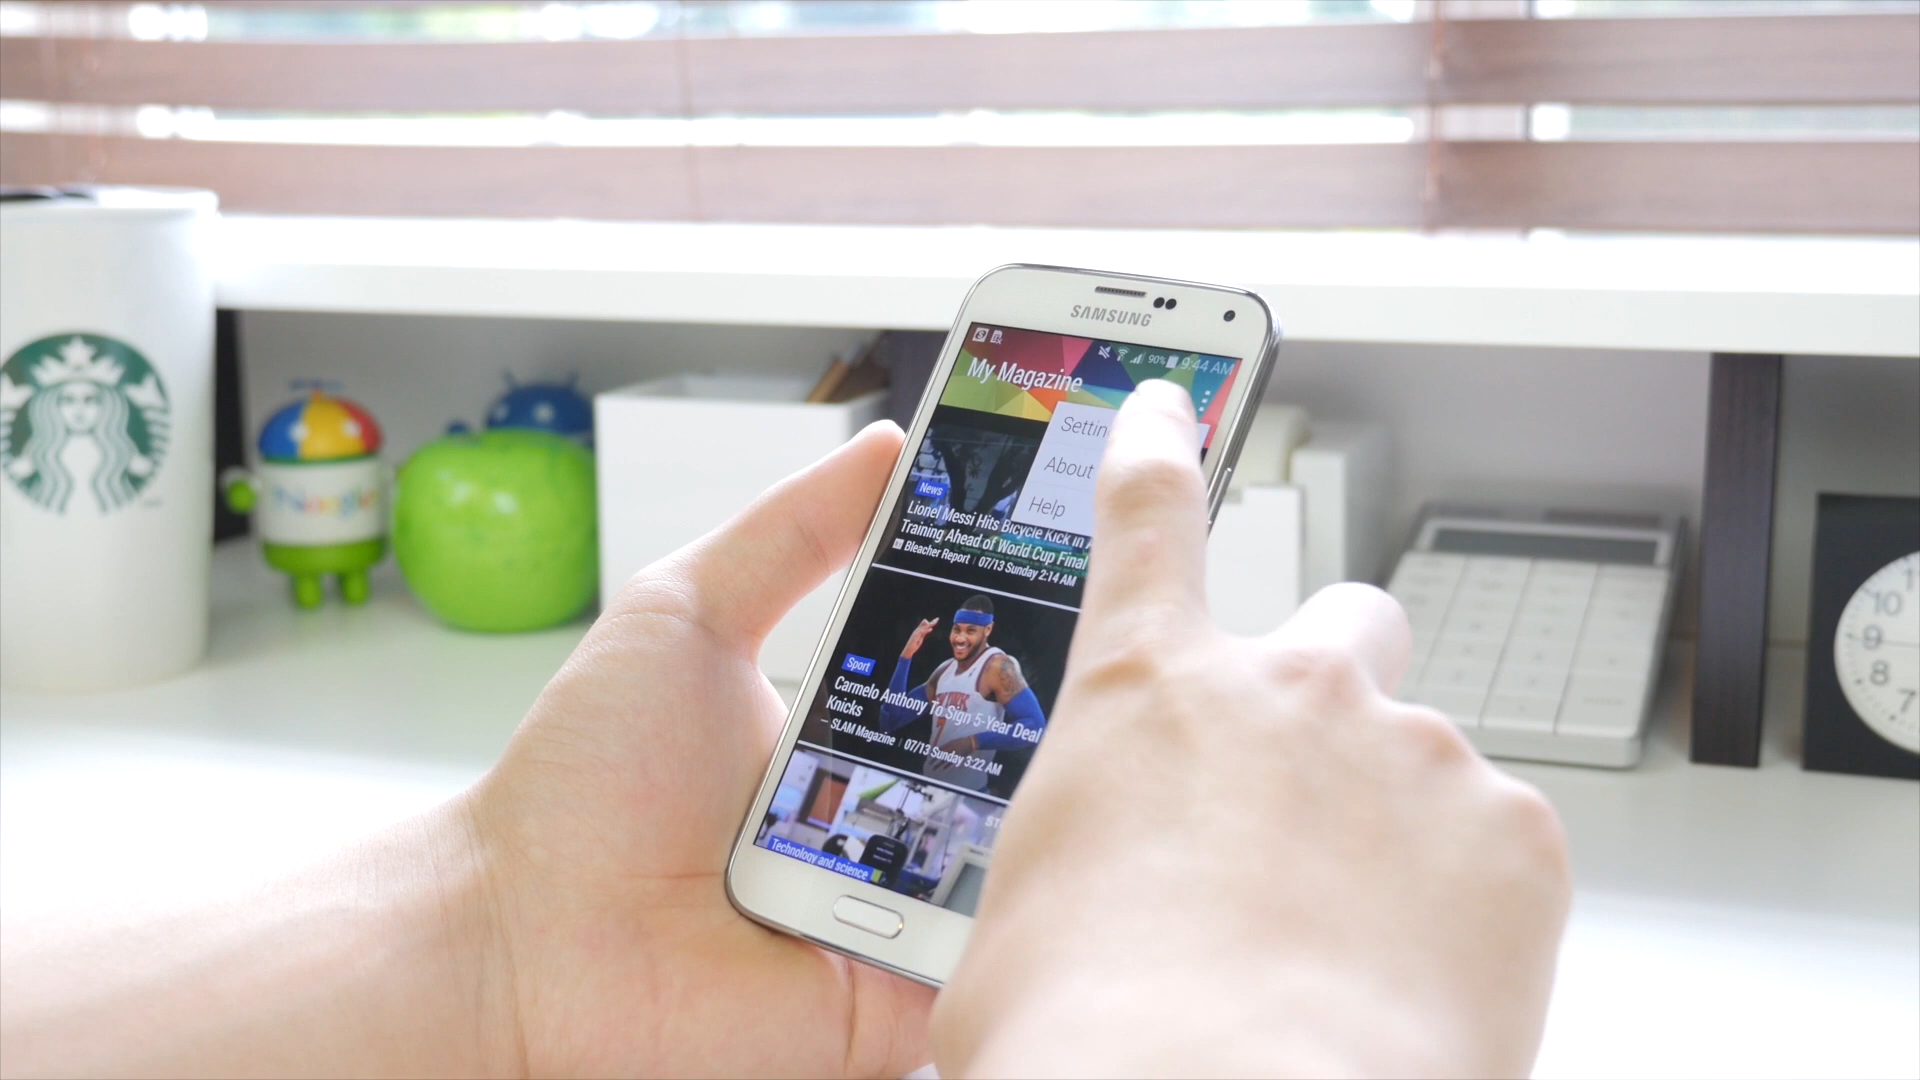 SAMSUNG
90% 9:44 AM
My Magazine
Settin
About
Help
News
Lionel Messi Hits Bicycle Kick in
Training Ahead of World Cup Final
Bleacher Report | 07/13 Sunday 2:14 AM
Sport
Carmelo Anthony To Sign 5-Year Deal
Knicks
SLAM Magazine | 07/13 Sunday 3:22 AM
Technology and science
10
9
8
7